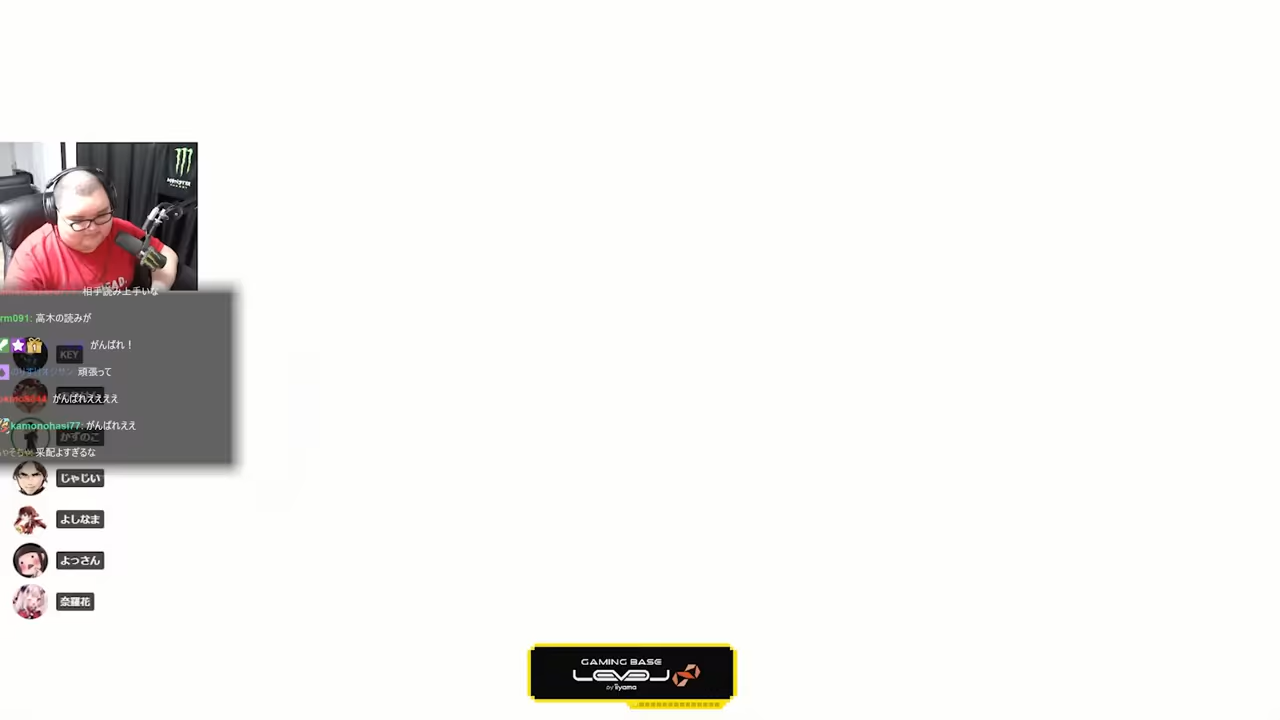 MONSTER
相手読み上手いな
rm091: 高木の読みが
がんばれ！
KEY
頑張って
がんばれえええええ
kamonohasi77: がんばれええ
かずのこ
采配よすぎるな
じゃじい
よしなま
よっさん
奈羅花
GAMING BASE
LEVEL
by iiyama